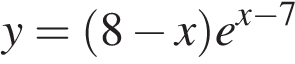 y = (8 − x)e^{x−7}